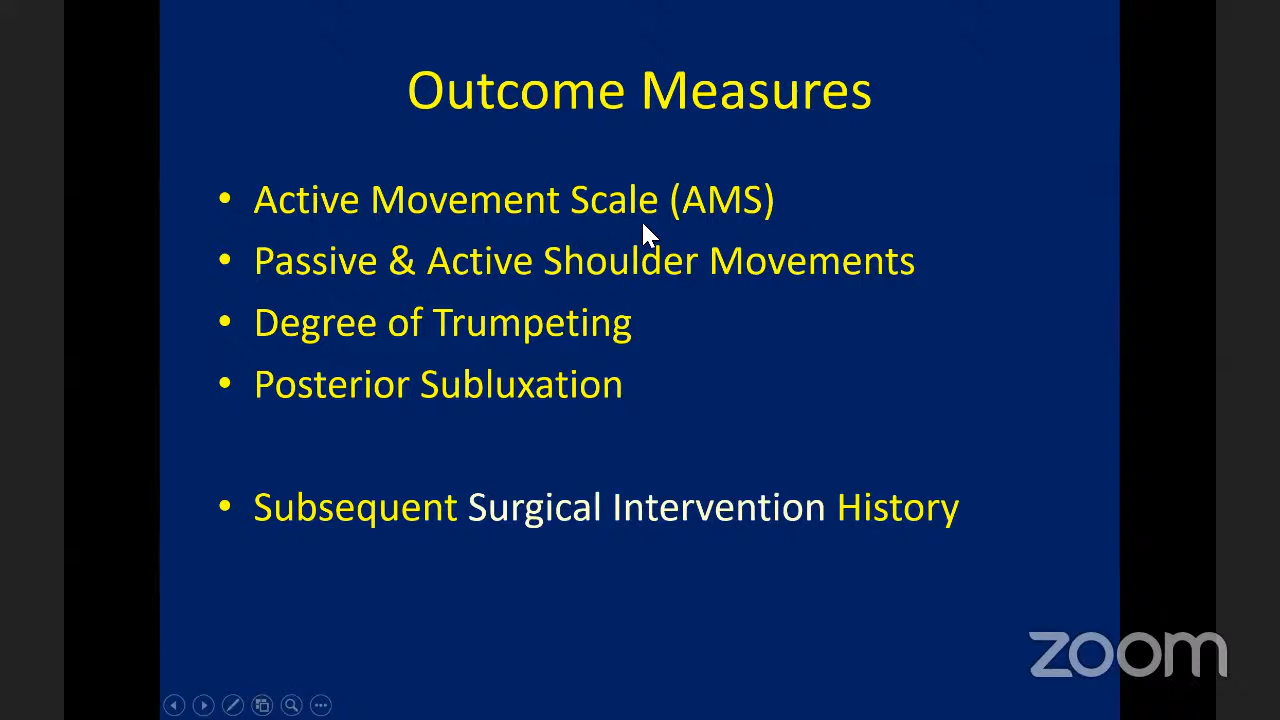 Outcome Measures
• Active Movement Scale (AMS)
• Passive & Active Shoulder Movements
• Degree of Trumpeting
• Posterior Subluxation
• Subsequent Surgical Intervention History
zoom